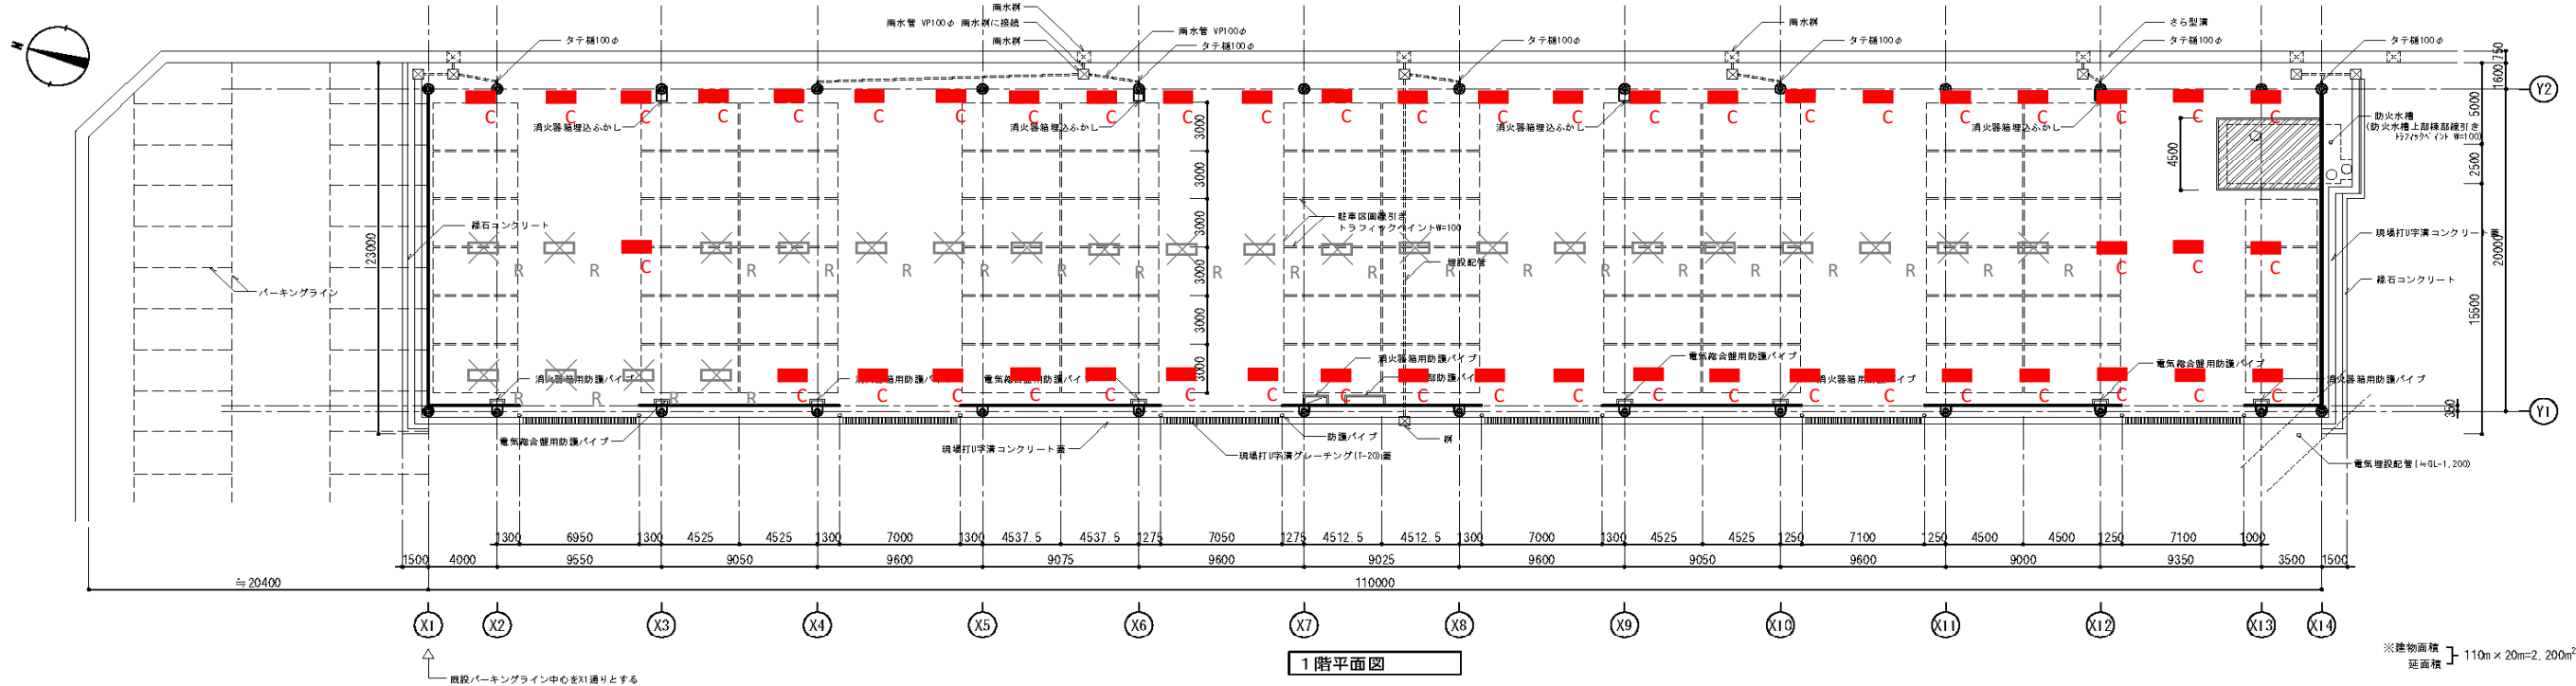 N
雨水桝
雨水管 VP100φ 雨水桝に接続
雨水桝
雨水管 VP100φ
タテ樋100φ
タテ樋100φ
タテ樋100φ
雨水桝
タテ樋100φ
さら型溝
タテ樋100φ
タテ樋100φ
750
1600
Y2
C C C C C C C C C C C C C C C C C C C C C C C C
消火器箱埋込ふかし
消火器箱埋込ふかし
消火器箱埋込ふかし
消火器箱埋込ふかし
防火水槽
(防火水槽上部棟部線引き
トラフィックペイント W=100)
5000
2500
4500
3000
3000
3000
3000
3000
3000
縁石コンクリート
23000
駐車区画線引き
トラフィックペイントW=100
埋設配管
現場打U字溝コンクリート蓋
20000
縁石コンクリート
15500
R R C R R R R R R R R R R R R R R R R R R C C C
パーキングライン
消火器箱用防護パイプ
電気総合盤用防護パイプ
消火器箱用防護パイプ
電気総合盤用防護パイプ
電気総合盤用防護パイプ
消火器箱用防護パイプ
R R R R C C C C C C C C C C C C C C C C C C C C
350
Y1
電気総合盤用防護パイプ
現場打U字溝コンクリート蓋
現場打U字溝グレーチング(T-20)蓋
防護パイプ
桝
電気埋設配管(≒GL-1,200)
1300 6950 1300 4525 4525 1300 7000 1300 4537.5 4537.5 1275 7050 1275 4512.5 4512.5 1300 7000 1300 4525 4525 1250 7100 1250 4500 4500 1250 7100 1000
1500 4000 9550 9050 9600 9075 9600 9025 9600 9050 9600 9000 9350 3500 1500
≒20400
110000
X1 X2 X3 X4 X5 X6 X7 X8 X9 X10 X11 X12 X13 X14
1階平面図
既設パーキングライン中心をX1通りとする
※建物面積
延面積
110m×20m=2,200m²